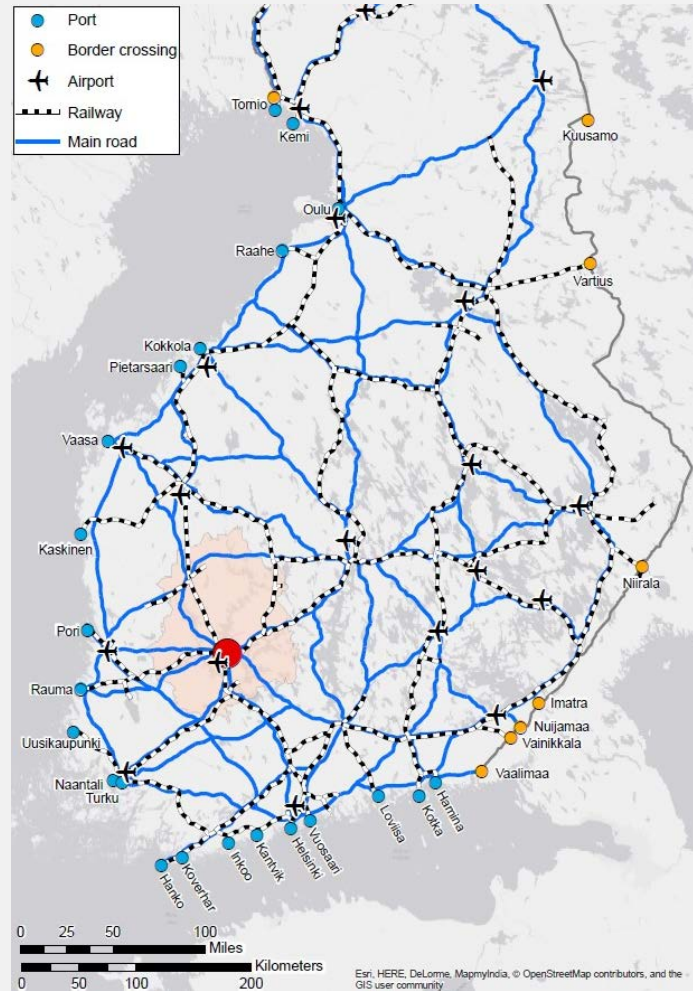 Port
Border crossing
Airport
Railway
Main road
Tornio
Kemi
Kuusamo
Oulu
Raahe
Vartius
Kokkola
Pietarsaari
Vaasa
Kaskinen
Niirala
Pori
Rauma
Imatra
Uusikaupunki
Nuijamaa
Vainikkala
Naantali
Turku
Vaalimaa
Hamina
Kotka
Loviisa
Vuosaari
Helsinki
Kantvik
Inkoo
Koverhar
Hanko
0 25 50 100
Miles
Kilometers
0 50 100 200
Esri, HERE, DeLorme, MapmyIndia, © OpenStreetMap contributors, and the
GIS user community